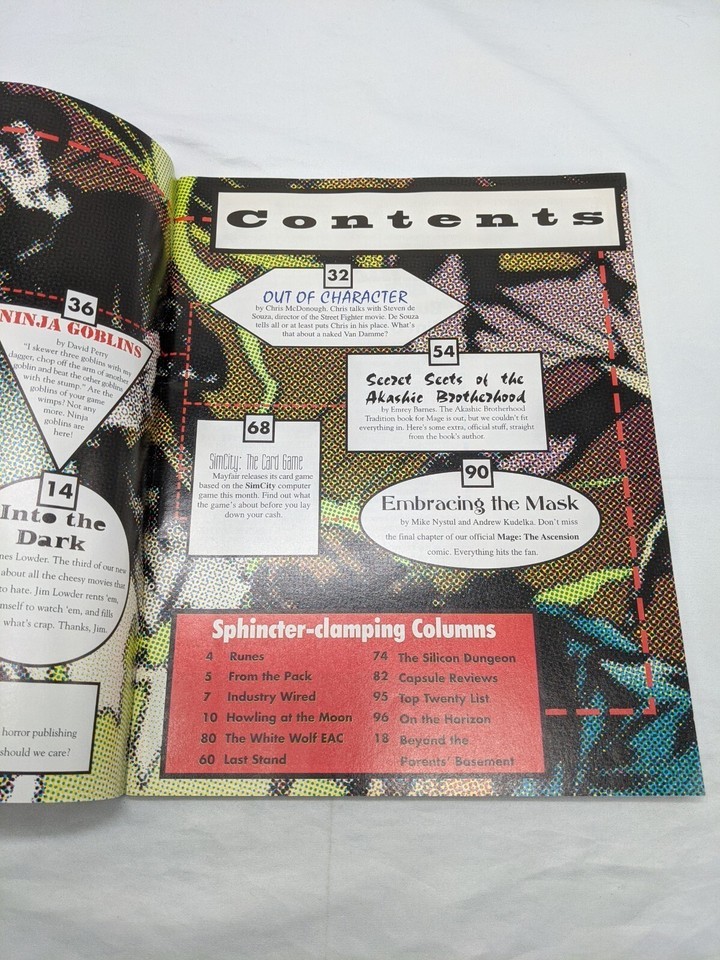 36
NINJA GOBLINS
by David Perry
"I skewer three goblins with my
dagger, chop off the arm of another
goblin and beat the other goblins
with the stump." Are the
goblins of your game
wimps? Not any
more. Ninja
goblins are
here!
14
Into the
Dark
Lowder. The third of our new
about all the cheesy movies that
to hate. Jim Lowder rents 'em,
himself to watch 'em, and fills
what's crap. Thanks, Jim.
horror publishing
should we care?
Contents
32
OUT OF CHARACTER
by Chris McDonough. Chris talks with Steven de
Souza, director of the Street Fighter movie. De Souza
tells all or at least puts Chris in his place. What's
that about a naked Van Damme?
54
Secret Sects of the
Akashic Brotherhood
by Emrey Barnes. The Akashic Brotherhood
Tradition book for Mage is out, but we couldn't fit
everything in. Here's some extra, official stuff, straight
from the book's author.
68
SimCity: The Card Game
Mayfair releases its card game
based on the SimCity computer
game this month. Find out what
the game's about before you lay
down your cash.
90
Embracing the Mask
by Mike Nystul and Andrew Kudelka. Don't miss
the final chapter of our official Mage: The Ascension
comic. Everything hits the fan.
Sphincter-clamping Columns
4 Runes
5 From the Pack
7 Industry Wired
10 Howling at the Moon
80 The White Wolf EAC
60 Last Stand
74 The Silicon Dungeon
82 Capsule Reviews
95 Top Twenty List
96 On the Horizon
18 Beyond the
Parents' Basement